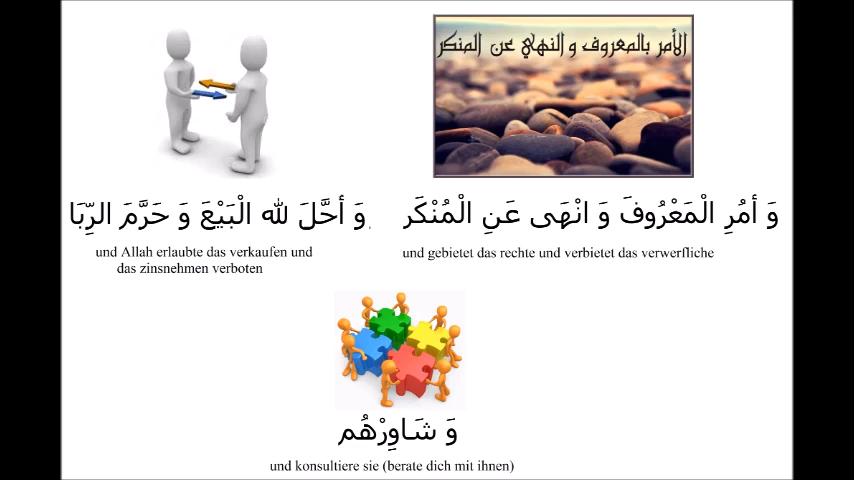 الأمر بالمعروف و النهي عن المنكر
وَ أمُرِ الْمَعْرُوفَ وَ انْهَى عَنِ الْمُنْكَر
und gebietet das rechte und verbietet das verwerfliche
وَ أحَّلَ لله الْبَيْعَ وَ حَرَّمَ الرِّبَا
und Allah erlaubte das verkaufen und
das zinsnehmen verboten
وَ شَاوِرْهُم
und konsultiere sie (berate dich mit ihnen)